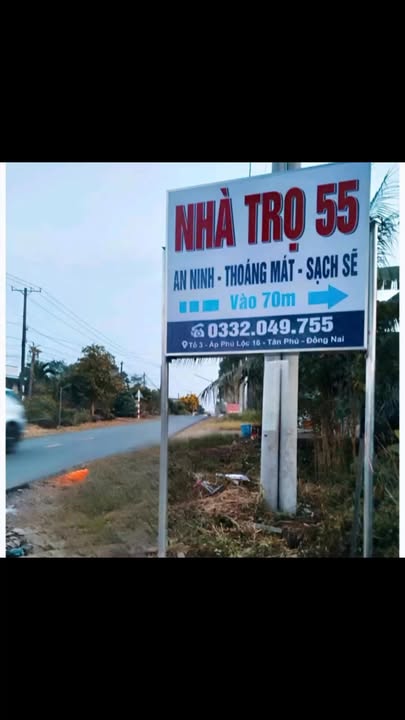 NHÀ TRỌ 55
AN NINH - THOÁNG MÁT - SẠCH SẼ
Vào 70m
0332.049.755
Tổ 3 - Ấp Phú Lộc 16 - Tân Phú - Đồng Nai